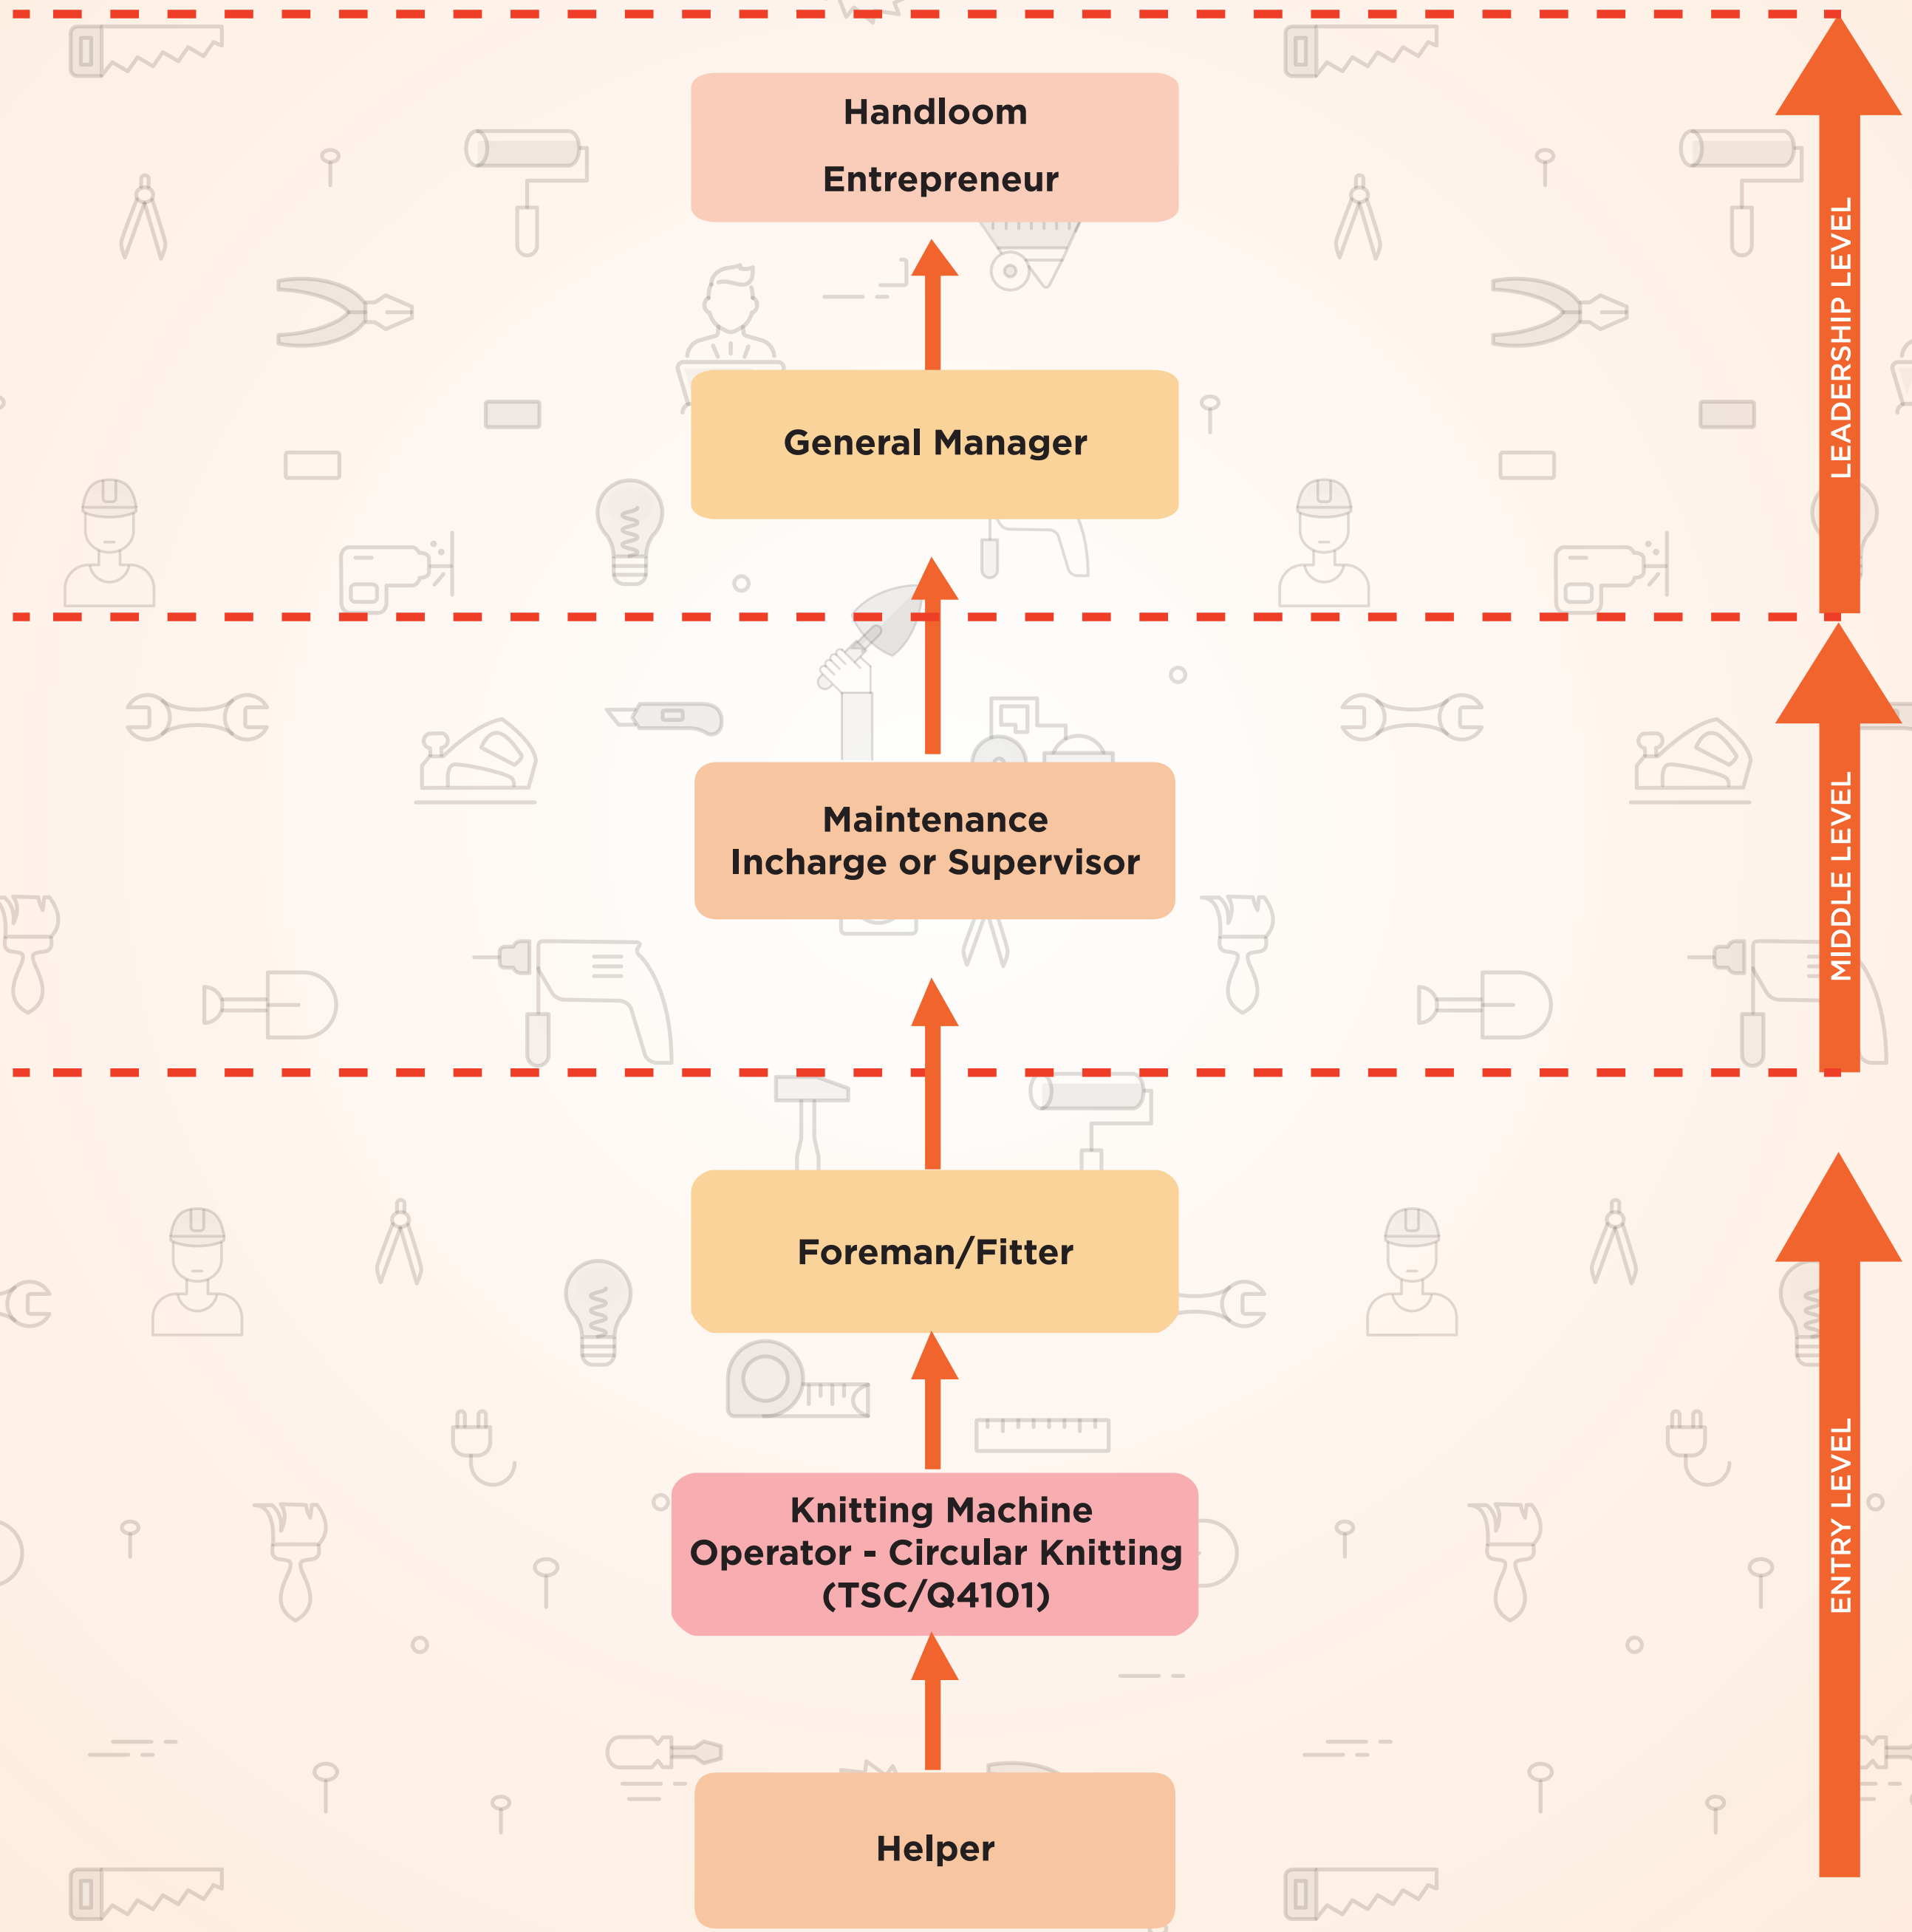 Handloom
Entrepreneur
General Manager
LEADERSHIP LEVEL
Maintenance
Incharge or Supervisor
MIDDLE LEVEL
Foreman/Fitter
Knitting Machine
Operator - Circular Knitting
(TSC/Q4101)
ENTRY LEVEL
Helper